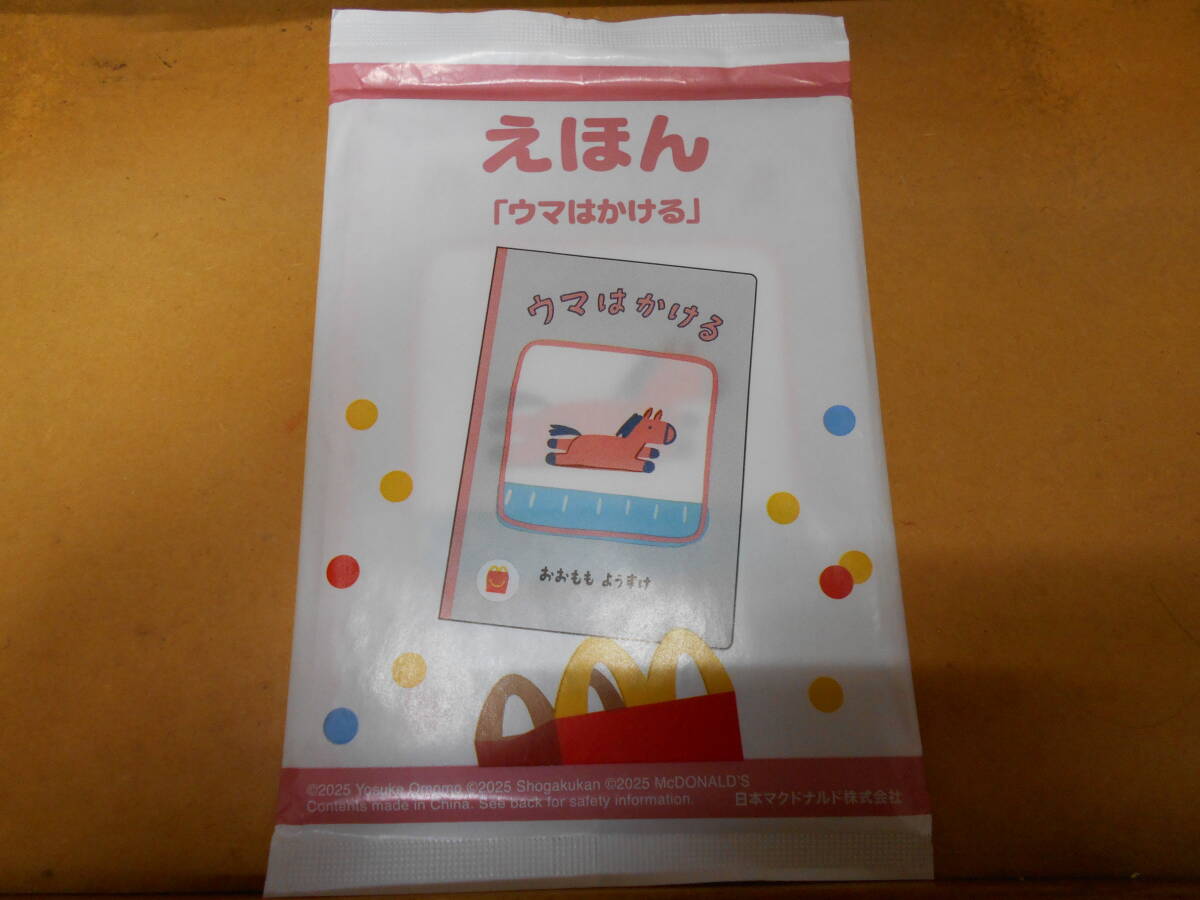 えほん
「ウマはかける」
ウマはかける
おおもも ようすけ
©2025 Yosuke Omomo ©2025 Shogakukan ©2025 McDONALD'S
Contents made in China. See back for safety information.
日本マクドナルド株式会社